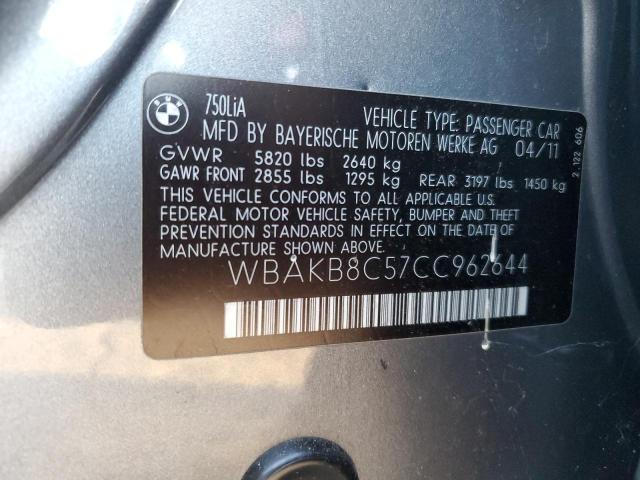 BMW
750LiA
VEHICLE TYPE: PASSENGER CAR
MFD BY BAYERISCHE MOTOREN WERKE AG 04/11
GVWR 5820 lbs 2640 kg
GAWR FRONT 2855 lbs 1295 kg REAR 3197 lbs 1450 kg
THIS VEHICLE CONFORMS TO ALL APPLICABLE U.S.
FEDERAL MOTOR VEHICLE SAFETY, BUMPER AND THEFT
PREVENTION STANDARDS IN EFFECT ON THE DATE OF
MANUFACTURE SHOWN ABOVE.
WBAKB8C57CC962644
2 122 606